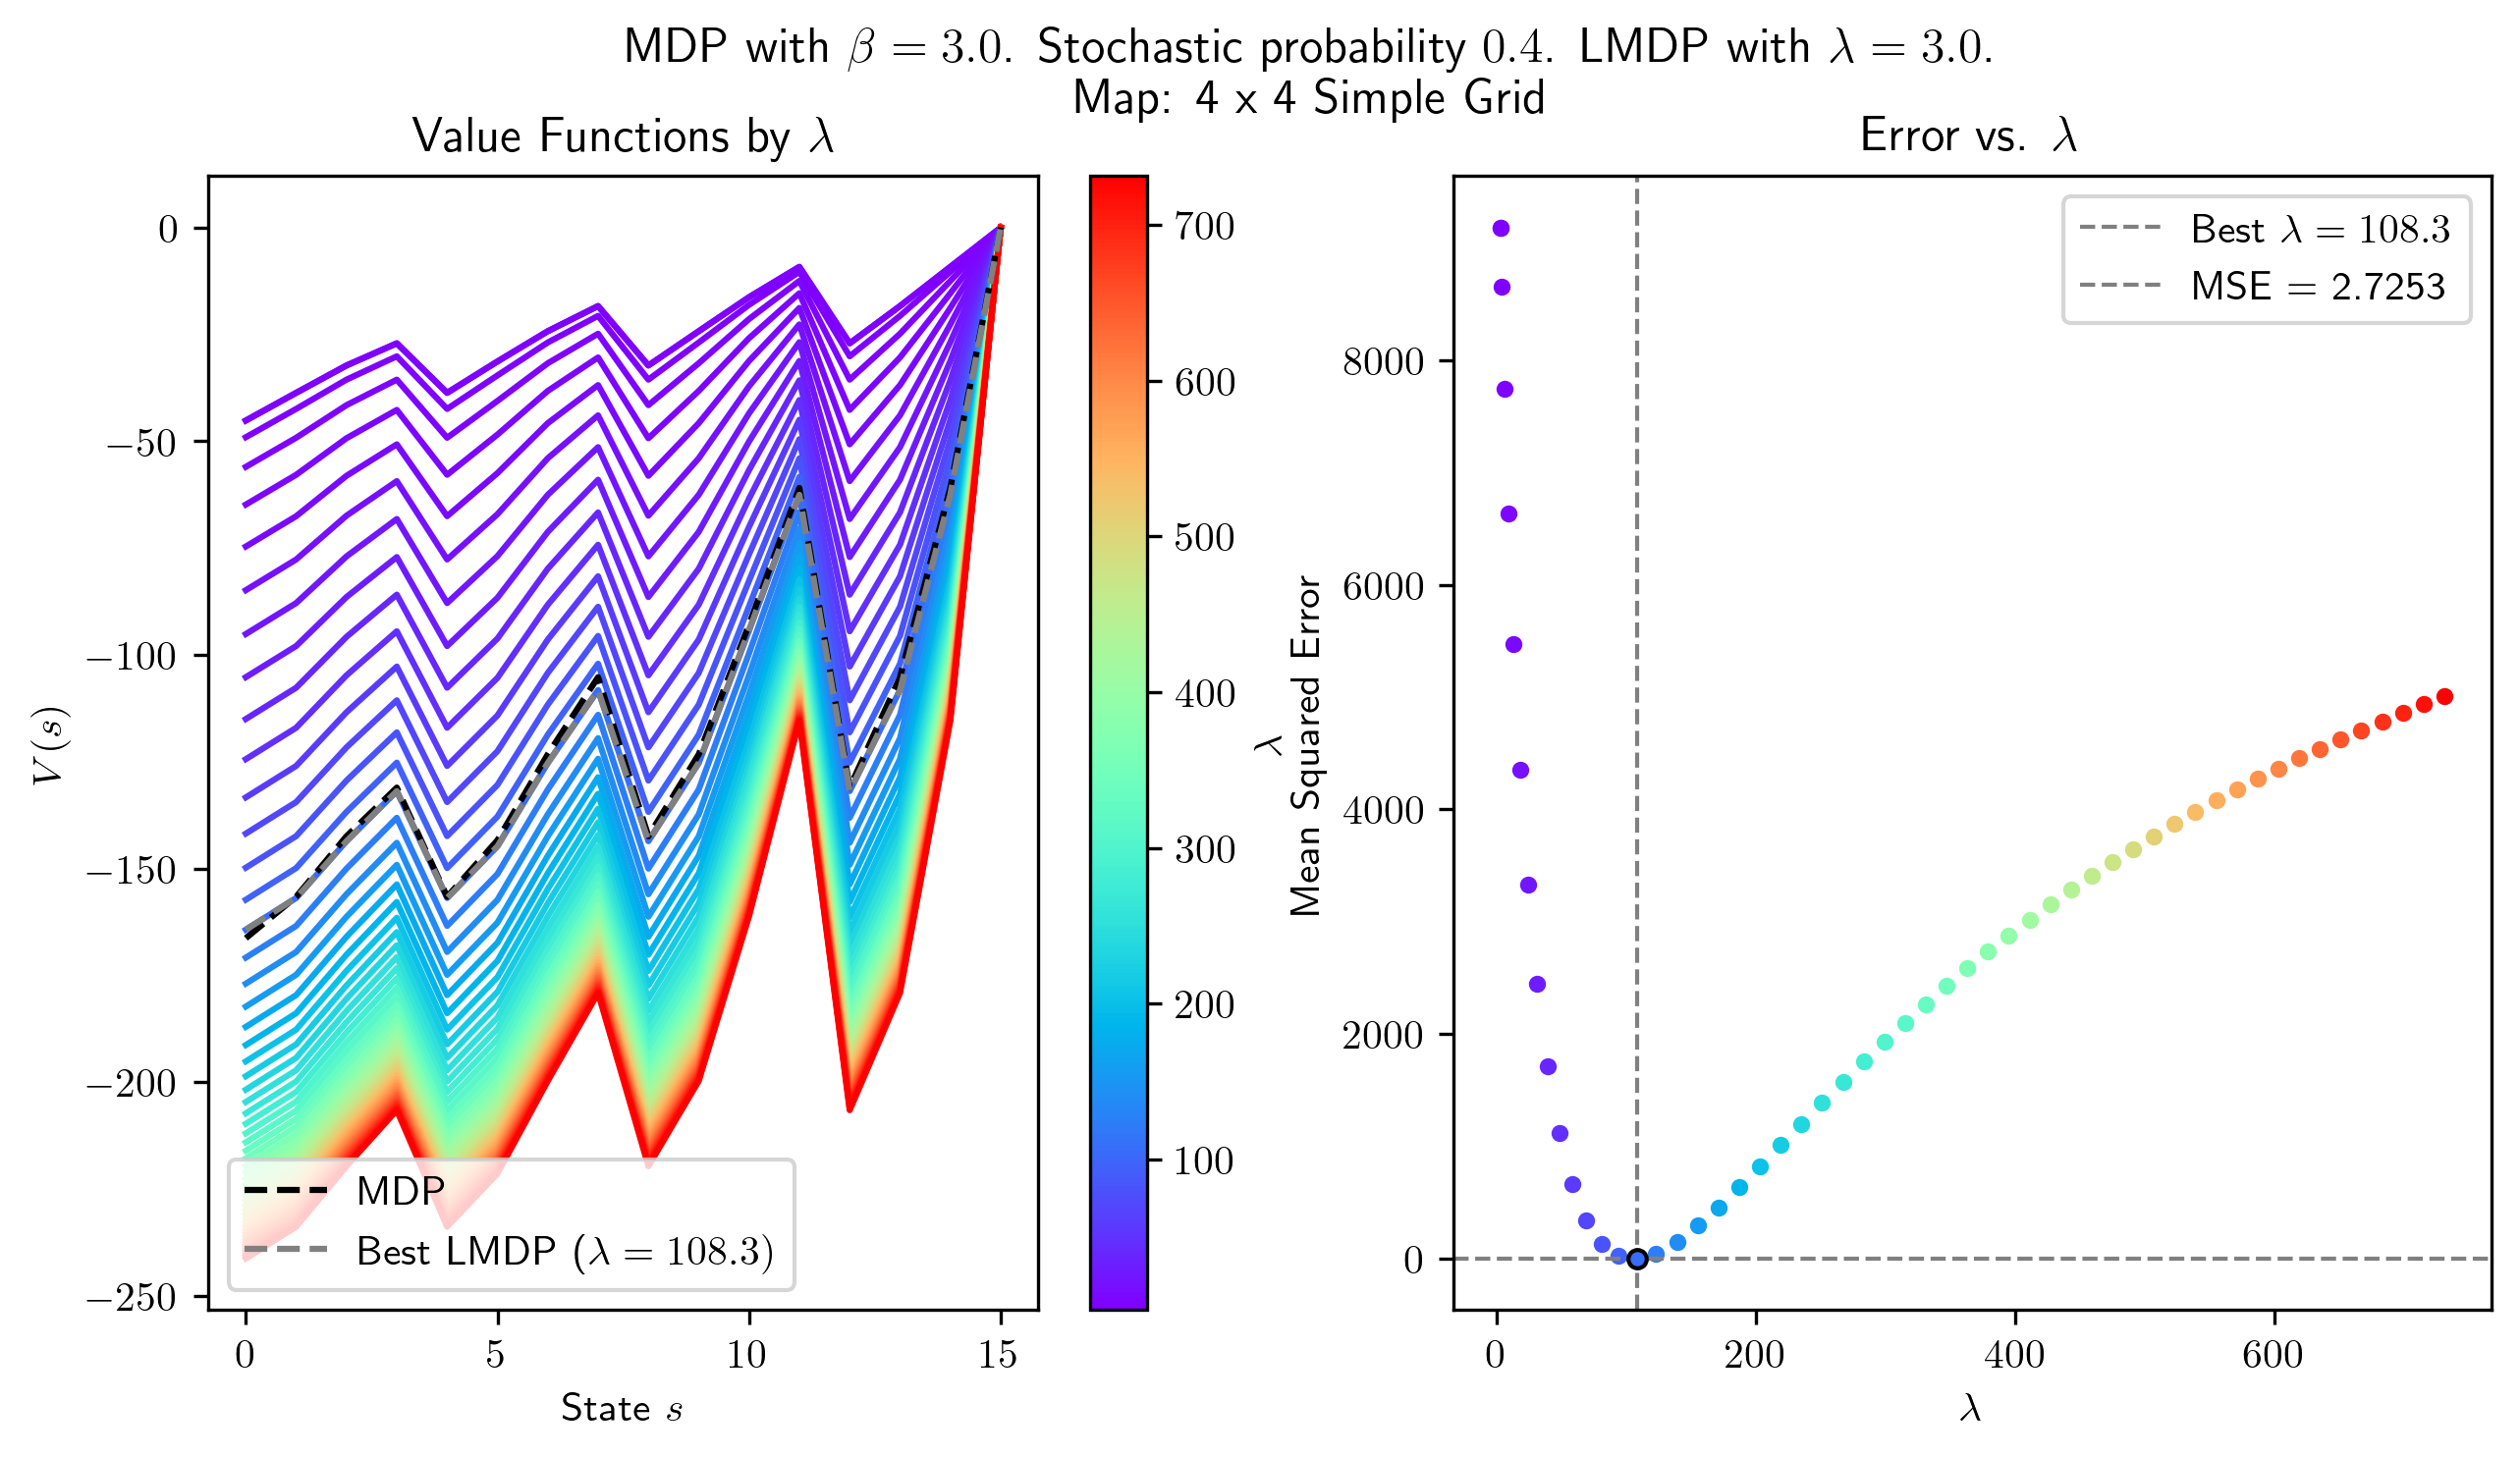 MDP with β = 3.0. Stochastic probability 0.4. LMDP with λ = 3.0.
Map: 4 x 4 Simple Grid
Value Functions by λ
0
−50
−100
−150
−200
−250
V(s)
MDP
Best LMDP (λ = 108.3)
0
5
10
15
State s
700
600
500
400
300
200
100
λ
Error vs. λ
Best λ = 108.3
MSE = 2.7253
8000
6000
4000
2000
0
Mean Squared Error
0
200
400
600
λ